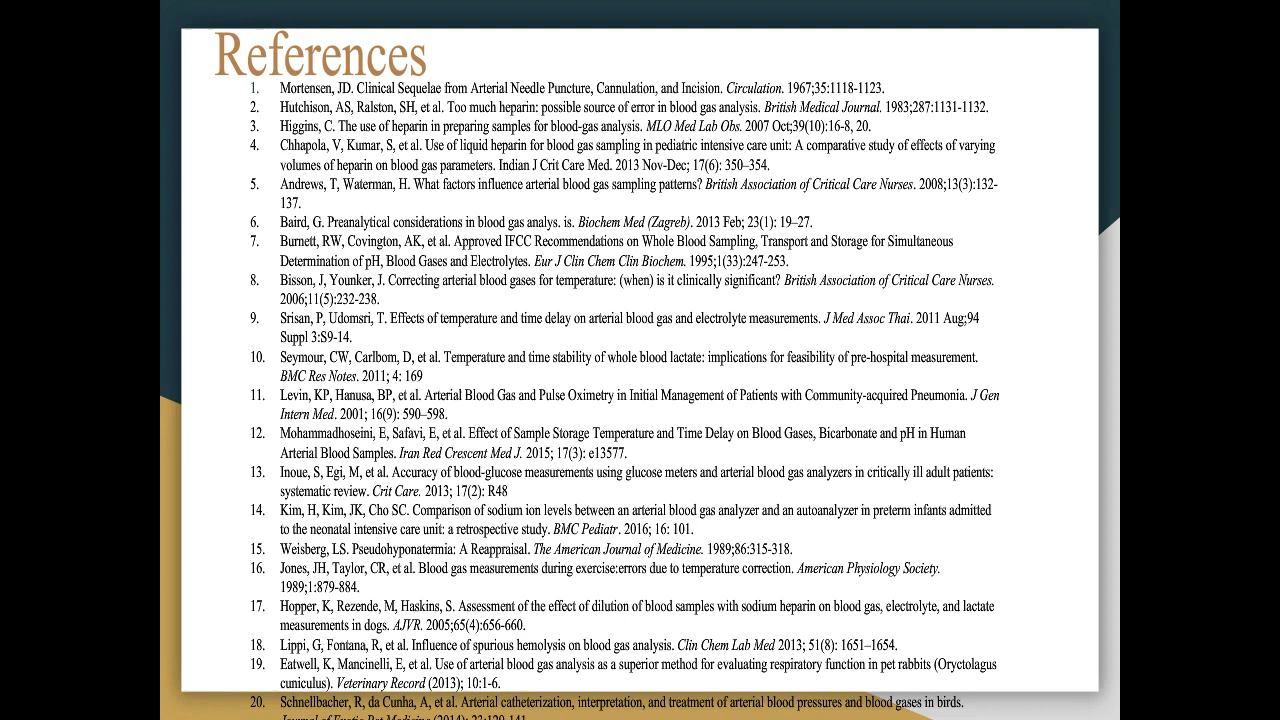 References
1. Mortensen, JD. Clinical Sequelae from Arterial Needle Puncture, Cannulation, and Incision. Circulation. 1967;35:1118-1123.
2. Hutchison, AS, Ralston, SH, et al. Too much heparin: possible source of error in blood gas analysis. British Medical Journal. 1983;287:1131-1132.
3. Higgins, C. The use of heparin in preparing samples for blood-gas analysis. MLO Med Lab Obs. 2007 Oct;39(10):16-8, 20.
4. Chhapola, V, Kumar, S, et al. Use of liquid heparin for blood gas sampling in pediatric intensive care unit: A comparative study of effects of varying
volumes of heparin on blood gas parameters. Indian J Crit Care Med. 2013 Nov-Dec; 17(6): 350–354.
5. Andrews, T, Waterman, H. What factors influence arterial blood gas sampling patterns? British Association of Critical Care Nurses. 2008;13(3):132-
137.
6. Baird, G. Preanalytical considerations in blood gas analys. is. Biochem Med (Zagreb). 2013 Feb; 23(1): 19–27.
7. Burnett, RW, Covington, AK, et al. Approved IFCC Recommendations on Whole Blood Sampling, Transport and Storage for Simultaneous
Determination of pH, Blood Gases and Electrolytes. Eur J Clin Chem Clin Biochem. 1995;1(33):247-253.
8. Bisson, J, Younker, J. Correcting arterial blood gases for temperature: (when) is it clinically significant? British Association of Critical Care Nurses.
2006;11(5):232-238.
9. Srisan, P, Udomsri, T. Effects of temperature and time delay on arterial blood gas and electrolyte measurements. J Med Assoc Thai. 2011 Aug;94
Suppl 3:S9-14.
10. Seymour, CW, Carlbom, D, et al. Temperature and time stability of whole blood lactate: implications for feasibility of pre-hospital measurement.
BMC Res Notes. 2011; 4: 169
11. Levin, KP, Hanusa, BP, et al. Arterial Blood Gas and Pulse Oximetry in Initial Management of Patients with Community-acquired Pneumonia. J Gen
Intern Med. 2001; 16(9): 590–598.
12. Mohammadhoseini, E, Safavi, E, et al. Effect of Sample Storage Temperature and Time Delay on Blood Gases, Bicarbonate and pH in Human
Arterial Blood Samples. Iran Red Crescent Med J. 2015; 17(3): e13577.
13. Inoue, S, Egi, M, et al. Accuracy of blood-glucose measurements using glucose meters and arterial blood gas analyzers in critically ill adult patients:
systematic review. Crit Care. 2013; 17(2): R48
14. Kim, H, Kim, JK, Cho SC. Comparison of sodium ion levels between an arterial blood gas analyzer and an autoanalyzer in preterm infants admitted
to the neonatal intensive care unit: a retrospective study. BMC Pediatr. 2016; 16: 101.
15. Weisberg, LS. Pseudohyponatermia: A Reappraisal. The American Journal of Medicine. 1989;86:315-318.
16. Jones, JH, Taylor, CR, et al. Blood gas measurements during exercise:errors due to temperature correction. American Physiology Society.
1989;1:879-884.
17. Hopper, K, Rezende, M, Haskins, S. Assessment of the effect of dilution of blood samples with sodium heparin on blood gas, electrolyte, and lactate
measurements in dogs. AJVR. 2005;65(4):656-660.
18. Lippi, G, Fontana, R, et al. Influence of spurious hemolysis on blood gas analysis. Clin Chem Lab Med 2013; 51(8): 1651–1654.
19. Eatwell, K, Mancinelli, E, et al. Use of arterial blood gas analysis as a superior method for evaluating respiratory function in pet rabbits (Oryctolagus
cuniculus). Veterinary Record (2013); 10:1-6.
20. Schnellbacher, R, da Cunha, A, et al. Arterial catheterization, interpretation, and treatment of arterial blood pressures and blood gases in birds.